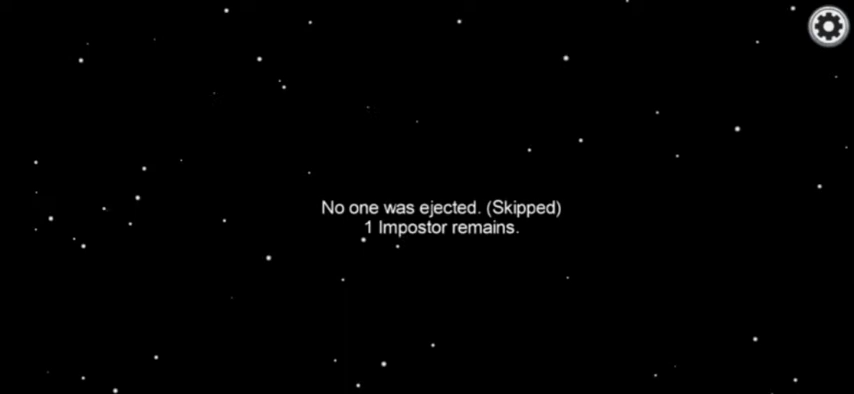 No one was ejected. (Skipped)
1 Impostor remains.